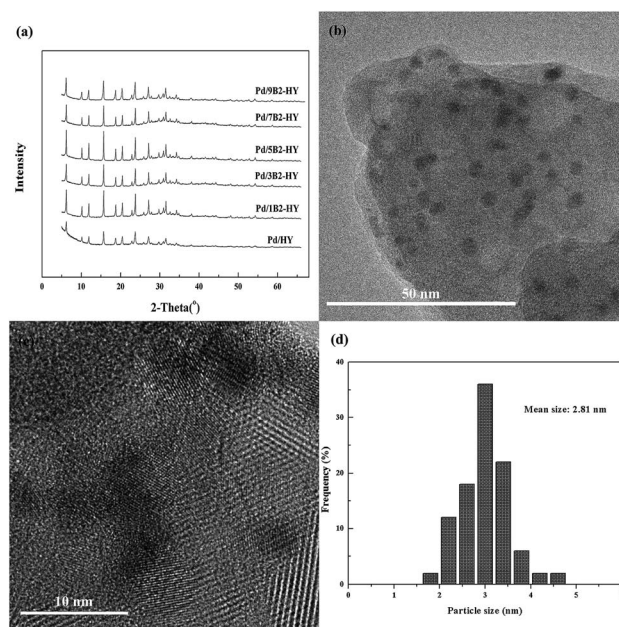 (a)
Intensity
Pd/9B2-HY
Pd/7B2-HY
Pd/5B2-HY
Pd/3B2-HY
Pd/1B2-HY
Pd/HY
0 10 20 30 40 50 60
2-Theta(°)
(b)
50 nm
10 nm
(d)
Frequency (%)
40
30
20
10
0
Mean size: 2.81 nm
0 1 2 3 4 5
Particle size (nm)